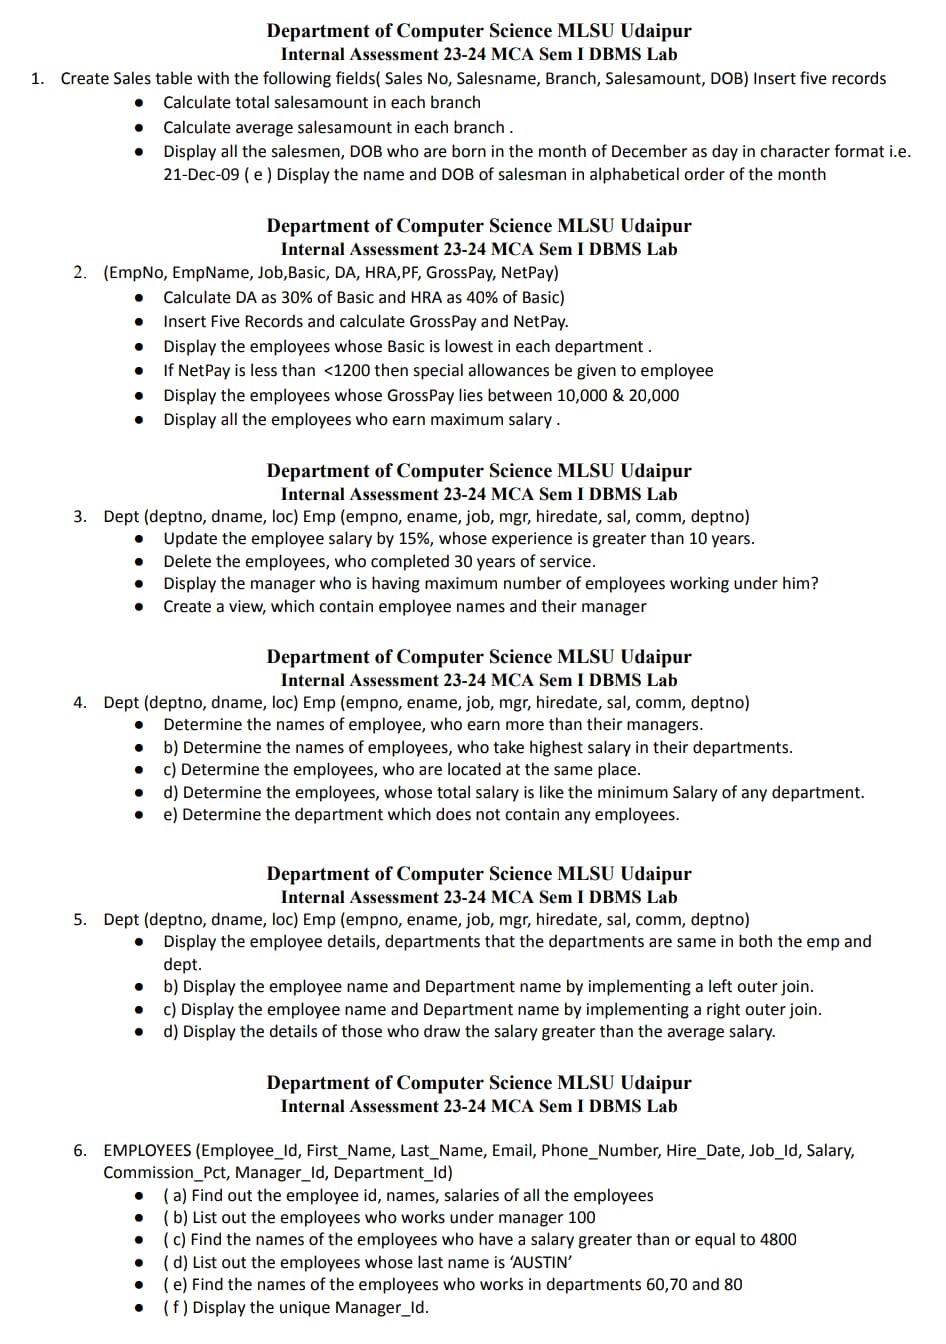 Department of Computer Science MLSU Udaipur
Internal Assessment 23-24 MCA Sem I DBMS Lab
1. Create Sales table with the following fields( Sales No, Salesname, Branch, Salesamount, DOB) Insert five records
● Calculate total salesamount in each branch
● Calculate average salesamount in each branch .
● Display all the salesmen, DOB who are born in the month of December as day in character format i.e.
21-Dec-09 ( e ) Display the name and DOB of salesman in alphabetical order of the month
Department of Computer Science MLSU Udaipur
Internal Assessment 23-24 MCA Sem I DBMS Lab
2. (EmpNo, EmpName, Job,Basic, DA, HRA,PF, GrossPay, NetPay)
● Calculate DA as 30% of Basic and HRA as 40% of Basic)
● Insert Five Records and calculate GrossPay and NetPay.
● Display the employees whose Basic is lowest in each department .
● If NetPay is less than <1200 then special allowances be given to employee
● Display the employees whose GrossPay lies between 10,000 & 20,000
● Display all the employees who earn maximum salary .
Department of Computer Science MLSU Udaipur
Internal Assessment 23-24 MCA Sem I DBMS Lab
3. Dept (deptno, dname, loc) Emp (empno, ename, job, mgr, hiredate, sal, comm, deptno)
● Update the employee salary by 15%, whose experience is greater than 10 years.
● Delete the employees, who completed 30 years of service.
● Display the manager who is having maximum number of employees working under him?
● Create a view, which contain employee names and their manager
Department of Computer Science MLSU Udaipur
Internal Assessment 23-24 MCA Sem I DBMS Lab
4. Dept (deptno, dname, loc) Emp (empno, ename, job, mgr, hiredate, sal, comm, deptno)
● Determine the names of employee, who earn more than their managers.
● b) Determine the names of employees, who take highest salary in their departments.
● c) Determine the employees, who are located at the same place.
● d) Determine the employees, whose total salary is like the minimum Salary of any department.
● e) Determine the department which does not contain any employees.
Department of Computer Science MLSU Udaipur
Internal Assessment 23-24 MCA Sem I DBMS Lab
5. Dept (deptno, dname, loc) Emp (empno, ename, job, mgr, hiredate, sal, comm, deptno)
● Display the employee details, departments that the departments are same in both the emp and
dept.
● b) Display the employee name and Department name by implementing a left outer join.
● c) Display the employee name and Department name by implementing a right outer join.
● d) Display the details of those who draw the salary greater than the average salary.
Department of Computer Science MLSU Udaipur
Internal Assessment 23-24 MCA Sem I DBMS Lab
6. EMPLOYEES (Employee_Id, First_Name, Last_Name, Email, Phone_Number, Hire_Date, Job_Id, Salary,
Commission_Pct, Manager_Id, Department_Id)
● ( a) Find out the employee id, names, salaries of all the employees
● ( b) List out the employees who works under manager 100
● ( c) Find the names of the employees who have a salary greater than or equal to 4800
● ( d) List out the employees whose last name is ‘AUSTIN’
● ( e) Find the names of the employees who works in departments 60,70 and 80
● ( f ) Display the unique Manager_Id.